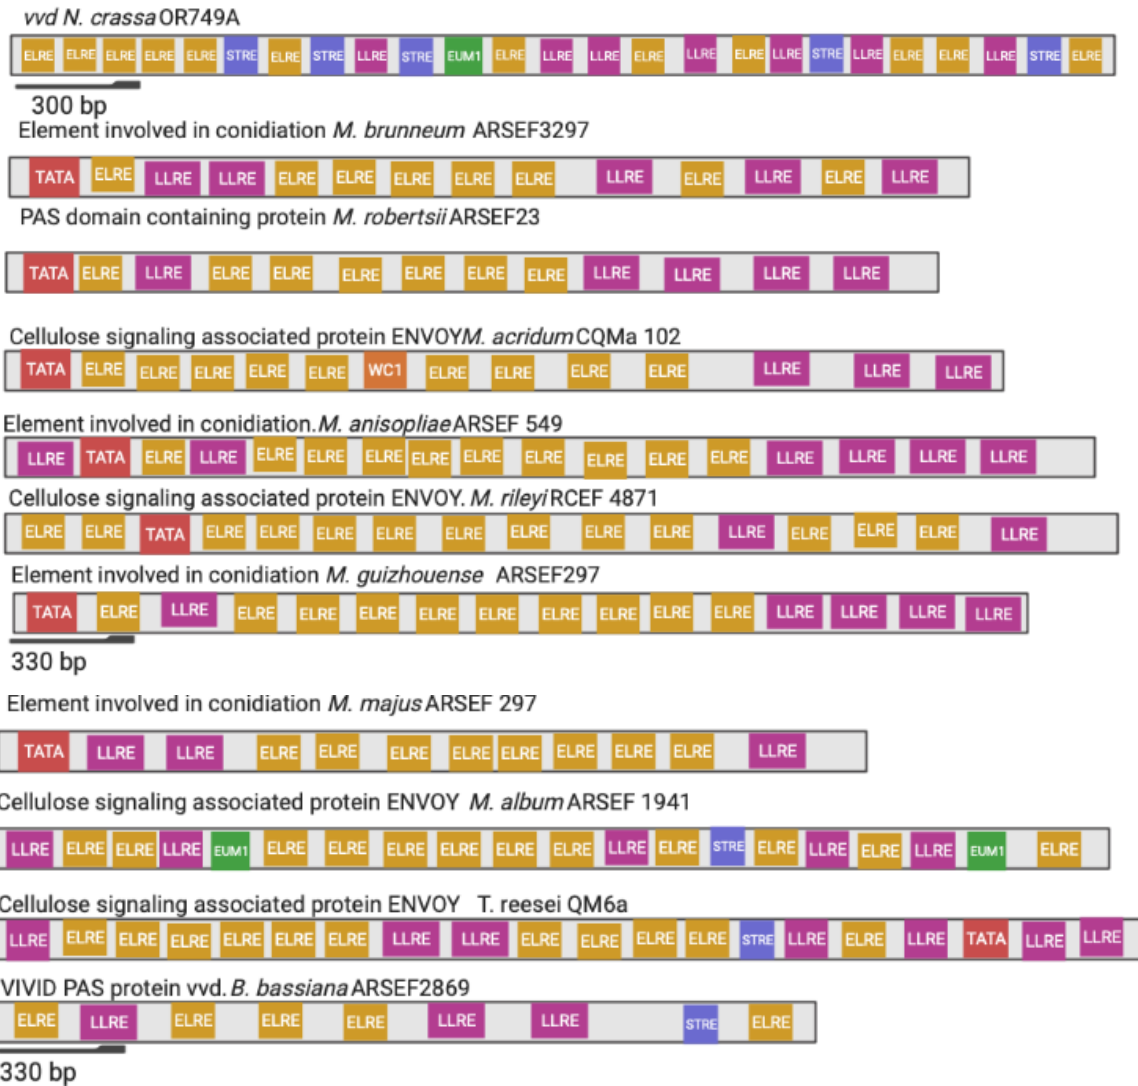 vvd N. crassa OR749A
ELRE ELRE ELRE ELRE ELRE STRE ELRE STRE LLRE STRE EUM1 ELRE LLRE LLRE ELRE LLRE ELRE LLRE STRE LLRE ELRE ELRE LLRE STRE ELRE
300 bp
Element involved in conidiation M. brunneum ARSEF3297
TATA ELRE LLRE LLRE ELRE ELRE ELRE ELRE ELRE LLRE ELRE LLRE ELRE LLRE
PAS domain containing protein M. robertsii ARSEF23
TATA ELRE LLRE ELRE ELRE ELRE ELRE ELRE ELRE LLRE LLRE LLRE LLRE
Cellulose signaling associated protein ENVOYM. acridum CQMa 102
TATA ELRE ELRE ELRE ELRE ELRE WC1 ELRE ELRE ELRE ELRE LLRE LLRE LLRE
Element involved in conidiation. M. anisopliae ARSEF 549
LLRE TATA ELRE LLRE ELRE ELRE ELRE ELRE ELRE ELRE ELRE ELRE ELRE LLRE LLRE LLRE LLRE
Cellulose signaling associated protein ENVOY. M. rileyi RCEF 4871
ELRE ELRE TATA ELRE ELRE ELRE ELRE ELRE ELRE ELRE ELRE LLRE ELRE ELRE ELRE LLRE
Element involved in conidiation M. guizhouense ARSEF297
TATA ELRE LLRE ELRE ELRE ELRE ELRE ELRE ELRE ELRE ELRE ELRE LLRE LLRE LLRE LLRE
330 bp
Element involved in conidiation M. majus ARSEF 297
TATA LLRE LLRE ELRE ELRE ELRE ELRE ELRE ELRE ELRE ELRE LLRE
Cellulose signaling associated protein ENVOY M. album ARSEF 1941
LLRE ELRE ELRE LLRE EUM1 ELRE ELRE ELRE ELRE ELRE ELRE LLRE ELRE STRE ELRE LLRE ELRE LLRE EUM1 ELRE
Cellulose signaling associated protein ENVOY T. reesei QM6a
LLRE ELRE ELRE ELRE ELRE ELRE ELRE LLRE LLRE ELRE ELRE ELRE ELRE STRE LLRE ELRE LLRE TATA LLRE LLRE
VIVID PAS protein vvd. B. bassiana ARSEF2869
ELRE LLRE ELRE ELRE ELRE LLRE LLRE STRE ELRE
330 bp